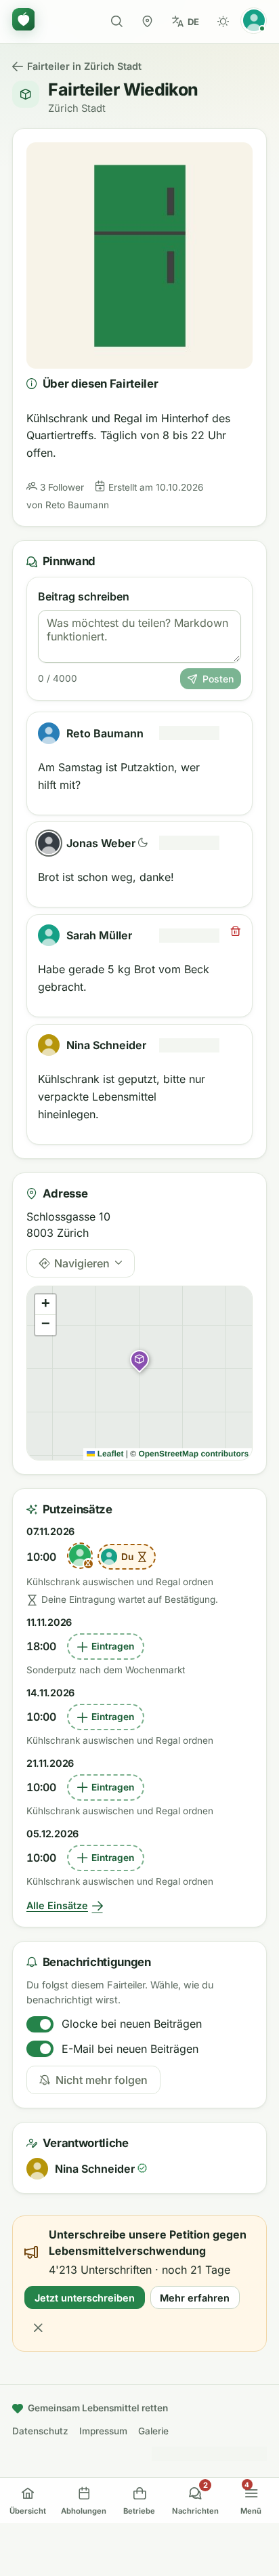 DE
Fairteiler in Zürich Stadt
Fairteiler Wiedikon
Zürich Stadt
Über diesen Fairteiler
Kühlschrank und Regal im Hinterhof des
Quartiertreffs. Täglich von 8 bis 22 Uhr
offen.
3 Follower Erstellt am 10.10.2026
von Reto Baumann
Pinnwand
Beitrag schreiben
Was möchtest du teilen? Markdown
funktioniert.
0 / 4000
Posten
Reto Baumann
Am Samstag ist Putzaktion, wer
hilft mit?
Jonas Weber
Brot ist schon weg, danke!
Sarah Müller
Habe gerade 5 kg Brot vom Beck
gebracht.
Nina Schneider
Kühlschrank ist geputzt, bitte nur
verpackte Lebensmittel
hineinlegen.
Adresse
Schlossgasse 10
8003 Zürich
Navigieren
+
−
Leaflet | © OpenStreetMap contributors
Putzeinsätze
07.11.2026
10:00 Du
Kühlschrank auswischen und Regal ordnen
Deine Eintragung wartet auf Bestätigung.
11.11.2026
18:00 Eintragen
Sonderputz nach dem Wochenmarkt
14.11.2026
10:00 Eintragen
Kühlschrank auswischen und Regal ordnen
21.11.2026
10:00 Eintragen
Kühlschrank auswischen und Regal ordnen
05.12.2026
10:00 Eintragen
Kühlschrank auswischen und Regal ordnen
Alle Einsätze
Benachrichtigungen
Du folgst diesem Fairteiler. Wähle, wie du
benachrichtigt wirst.
Glocke bei neuen Beiträgen
E-Mail bei neuen Beiträgen
Nicht mehr folgen
Verantwortliche
Nina Schneider
Unterschreibe unsere Petition gegen
Lebensmittelverschwendung
4'213 Unterschriften · noch 21 Tage
Jetzt unterschreiben
Mehr erfahren
Gemeinsam Lebensmittel retten
Datenschutz Impressum Galerie
2 4
Übersicht Abholungen Betriebe Nachrichten Menü